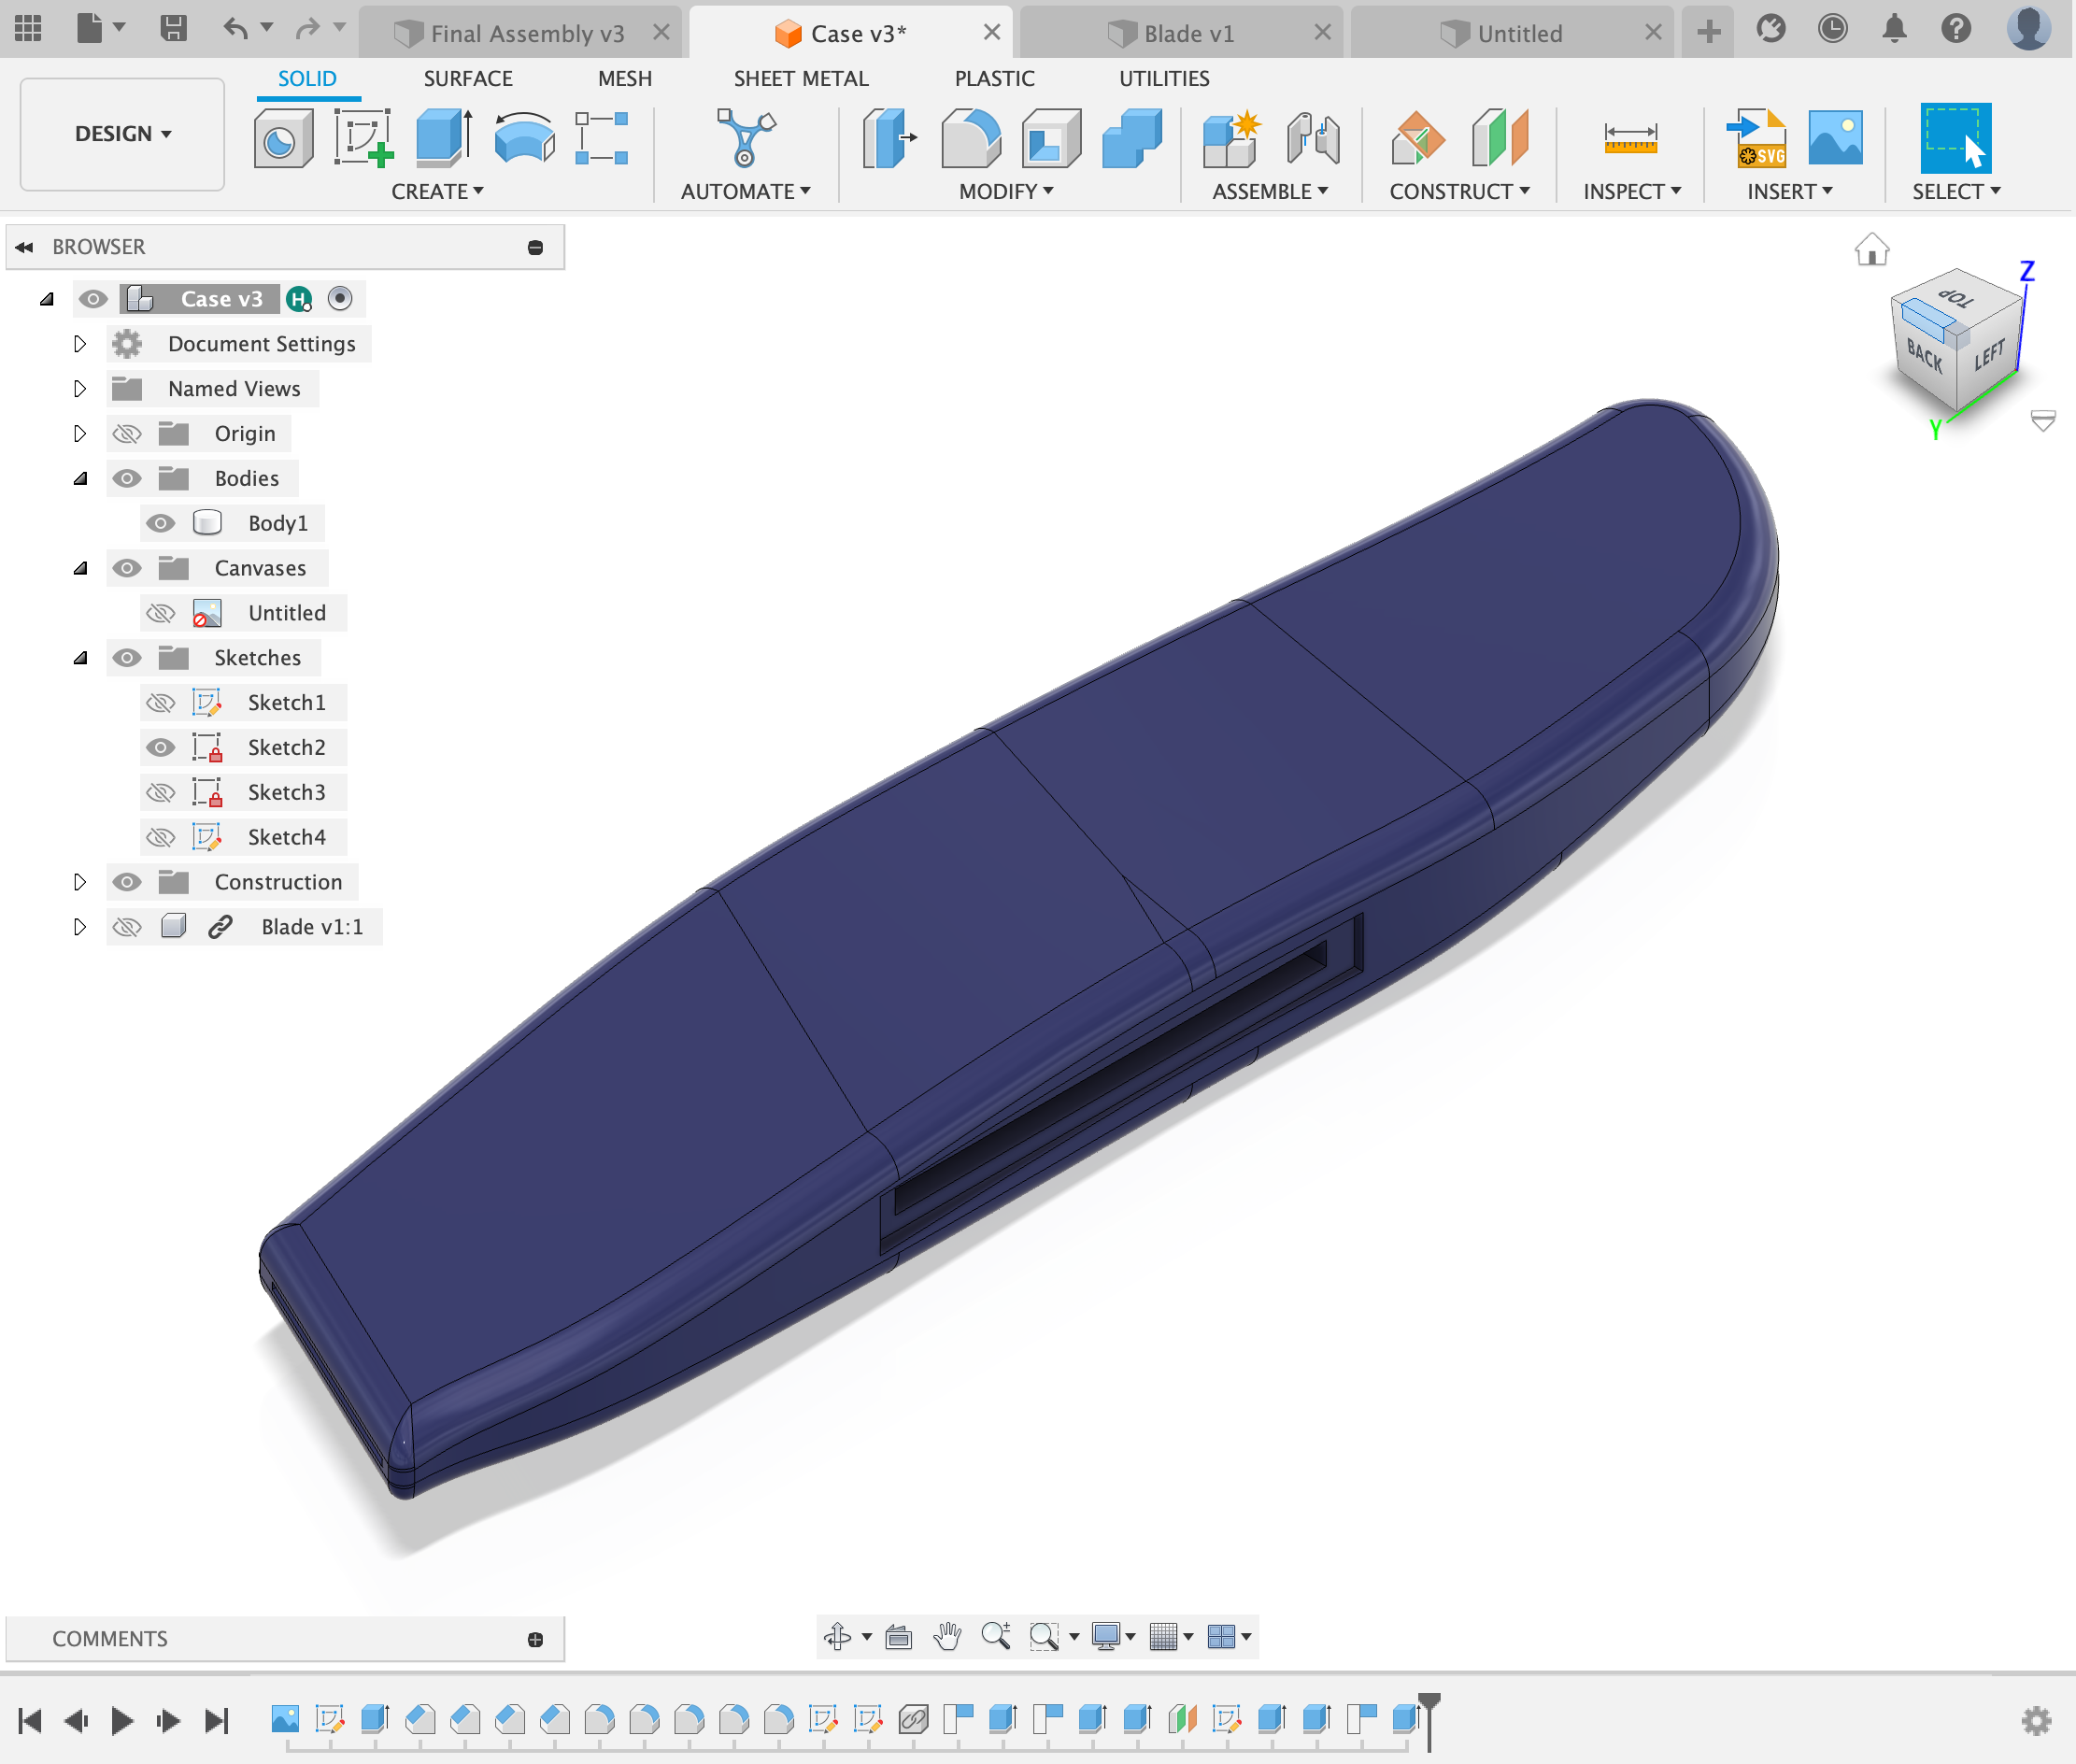 Final Assembly v3
Case v3*
Blade v1
Untitled
SOLID
SURFACE
MESH
SHEET METAL
PLASTIC
UTILITIES
DESIGN
SVG
CREATE
AUTOMATE
MODIFY
ASSEMBLE
CONSTRUCT
INSPECT
INSERT
SELECT
BROWSER
Case v3
H
Document Settings
Named Views
Origin
Bodies
Body1
Canvases
Untitled
Sketches
Sketch1
Sketch2
Sketch3
Sketch4
Construction
Blade v1:1
Z
TOP
BACK
LEFT
Y
COMMENTS